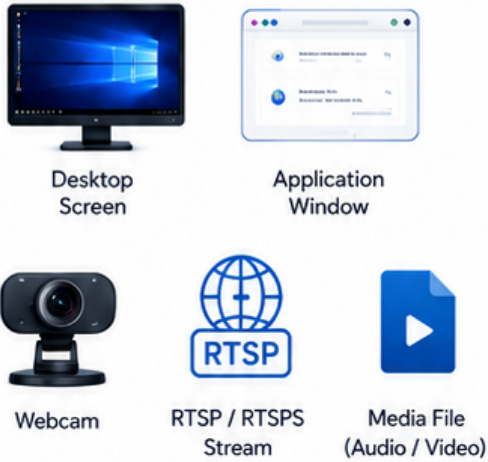 Desktop
Screen
Application
Window
Webcam
RTSP
RTSP / RTSPS
Stream
Media File
(Audio / Video)